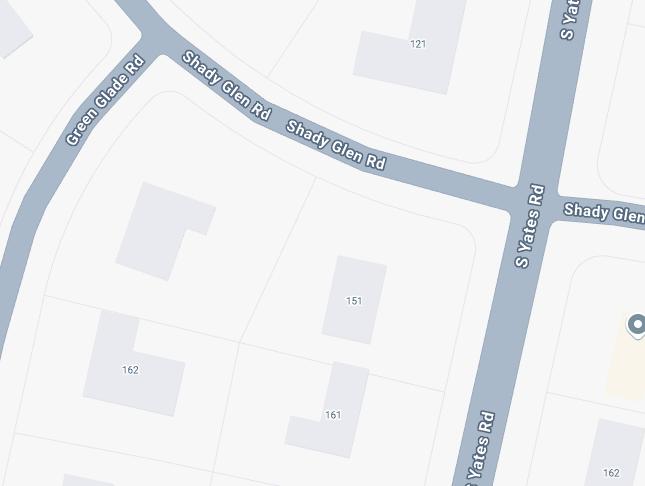 S Yates
121
Shady Glen Rd
Green Glade Rd
Shady Glen Rd
S Yates Rd
Shady Glen
151
162
161
S Yates Rd
162